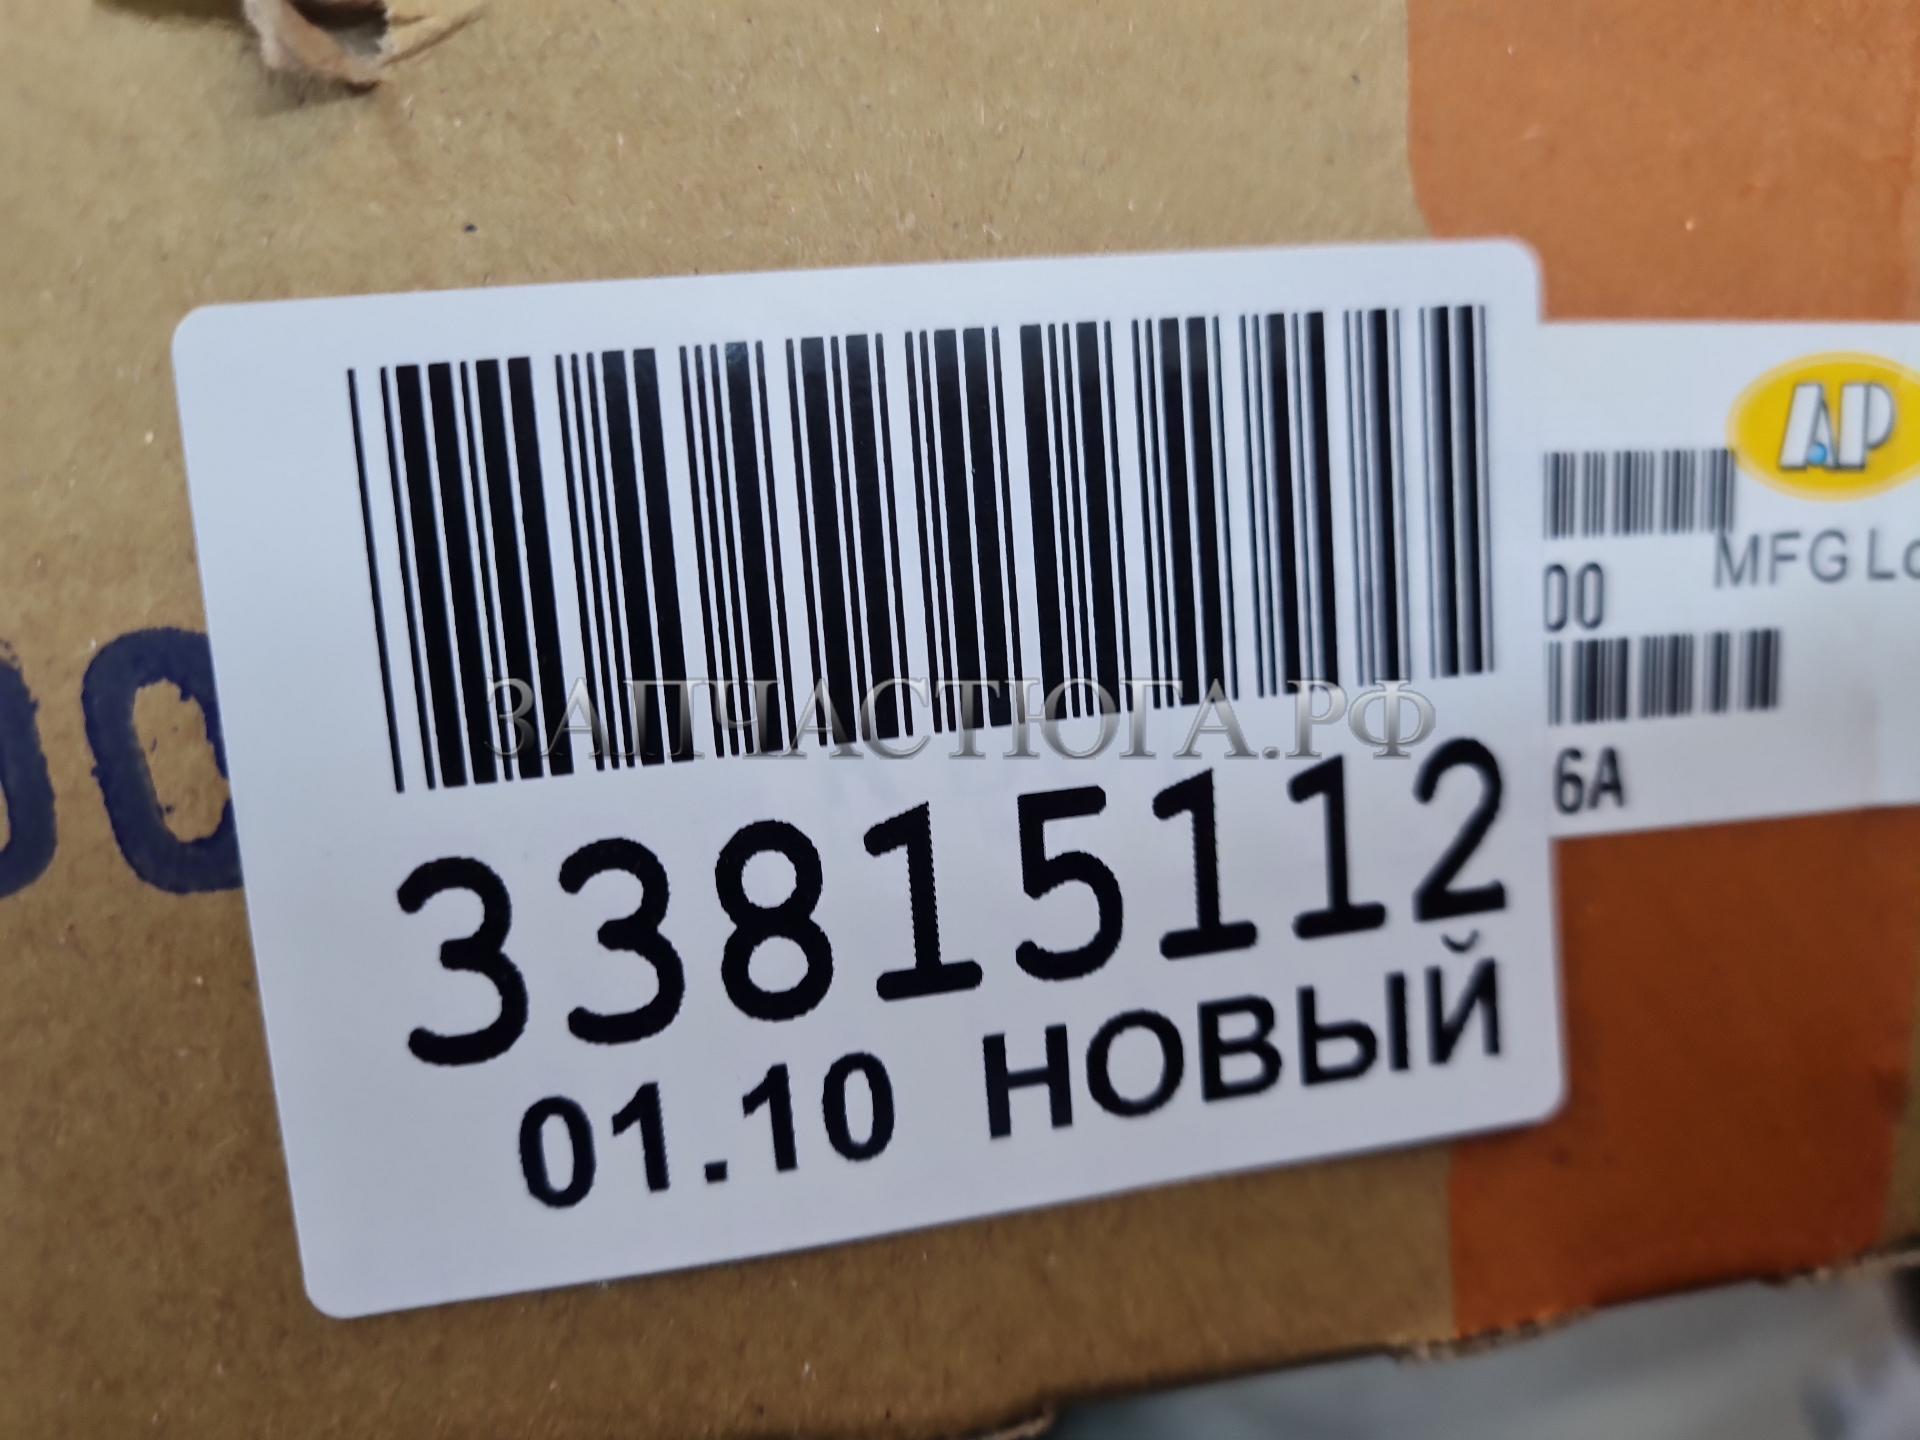 AP
MFG Lo
00
ЗАПЧАСТЮГА.РФ
6A
33815112
01.10 НОВЫЙ